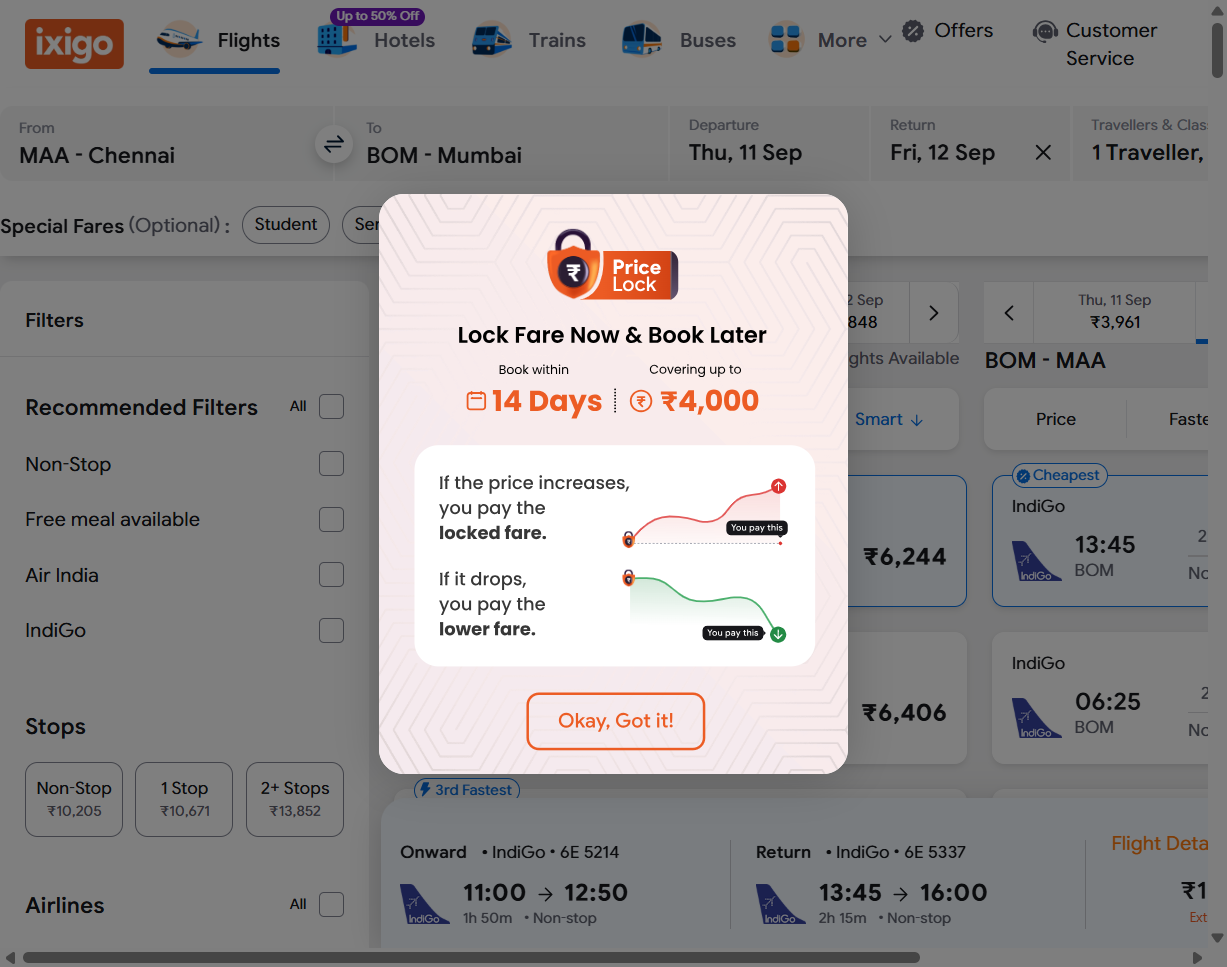 ixigo
Flights
Up to 50% Off
Hotels
Trains
Buses
More
Offers
Customer
Service
From
MAA - Chennai
To
BOM - Mumbai
Departure
Thu, 11 Sep
Return
Fri, 12 Sep
Travellers & Clas
1 Traveller,
Special Fares (Optional) :
Student
Ser
Price
Lock
Lock Fare Now & Book Later
Book within
14 Days
Covering up to
₹4,000
If the price increases,
you pay the
locked fare.
You pay this
If it drops,
you pay the
lower fare.
You pay this
Okay, Got it!
Filters
Recommended Filters
All
Non-Stop
Free meal available
Air India
IndiGo
Stops
Non-Stop
₹10,205
1 Stop
₹10,671
2+ Stops
₹13,852
Airlines
All
2 Sep
848
ghts Available
Smart
₹6,244
₹6,406
Thu, 11 Sep
₹3,961
BOM - MAA
Price
Faste
Cheapest
IndiGo
IndiGo
13:45
BOM
2
No
IndiGo
IndiGo
06:25
BOM
2
No
3rd Fastest
Onward • IndiGo • 6E 5214
IndiGo
11:00 → 12:50
1h 50m • Non-stop
Return • IndiGo • 6E 5337
IndiGo
13:45 → 16:00
2h 15m • Non-stop
Flight Deta
₹1
Ext